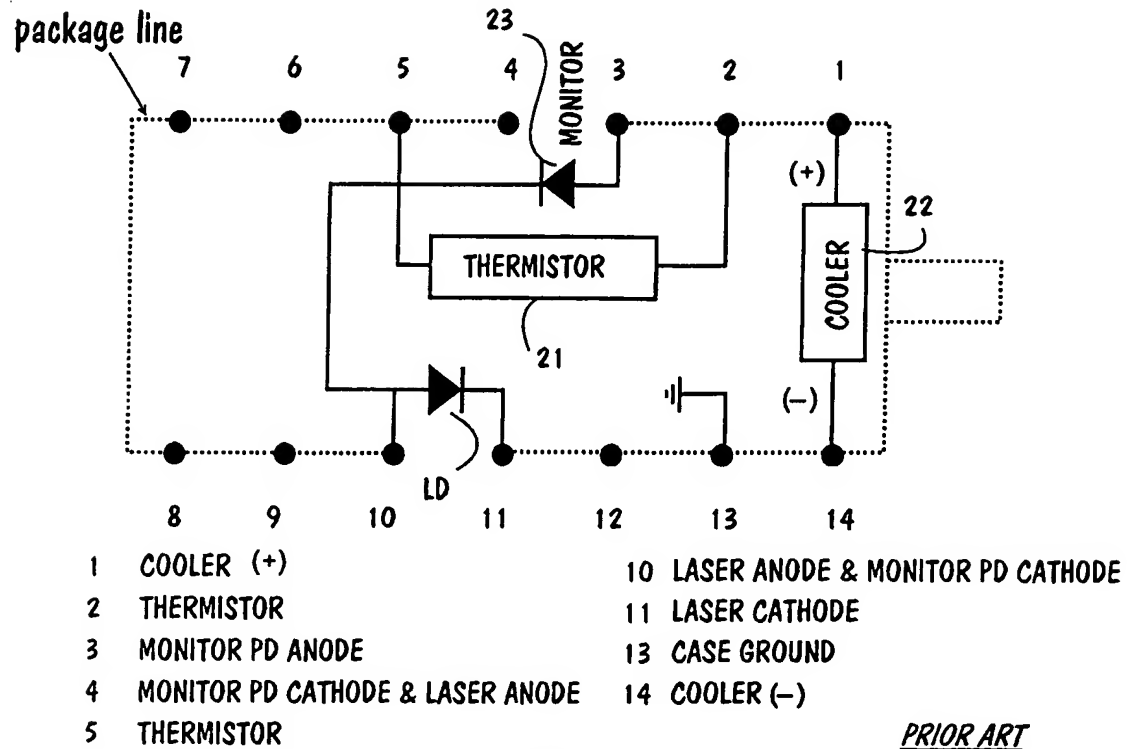 package line
7 6 5 4 3 2 1
23
MONITOR
(+)
22
THERMISTOR
COOLER
21
(−)
LD
8 9 10 11 12 13 14
1 COOLER (+)
2 THERMISTOR
3 MONITOR PD ANODE
4 MONITOR PD CATHODE & LASER ANODE
5 THERMISTOR
10 LASER ANODE & MONITOR PD CATHODE
11 LASER CATHODE
13 CASE GROUND
14 COOLER (−)
PRIOR ART